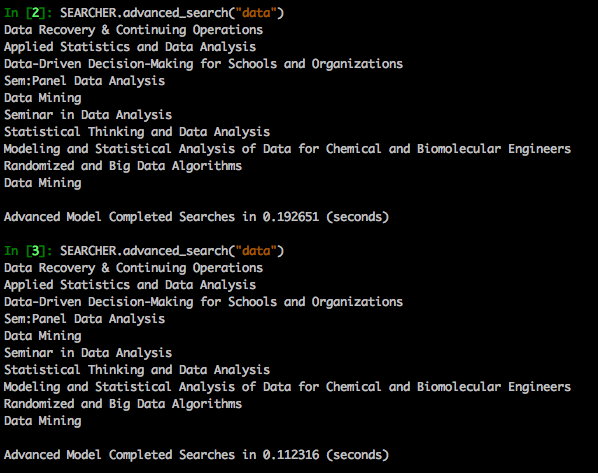 In [2]: SEARCHER.advanced_search("data")
Data Recovery & Continuing Operations
Applied Statistics and Data Analysis
Data-Driven Decision-Making for Schools and Organizations
Sem:Panel Data Analysis
Data Mining
Seminar in Data Analysis
Statistical Thinking and Data Analysis
Modeling and Statistical Analysis of Data for Chemical and Biomolecular Engineers
Randomized and Big Data Algorithms
Data Mining
Advanced Model Completed Searches in 0.192651 (seconds)
In [3]: SEARCHER.advanced_search("data")
Data Recovery & Continuing Operations
Applied Statistics and Data Analysis
Data-Driven Decision-Making for Schools and Organizations
Sem:Panel Data Analysis
Data Mining
Seminar in Data Analysis
Statistical Thinking and Data Analysis
Modeling and Statistical Analysis of Data for Chemical and Biomolecular Engineers
Randomized and Big Data Algorithms
Data Mining
Advanced Model Completed Searches in 0.112316 (seconds)